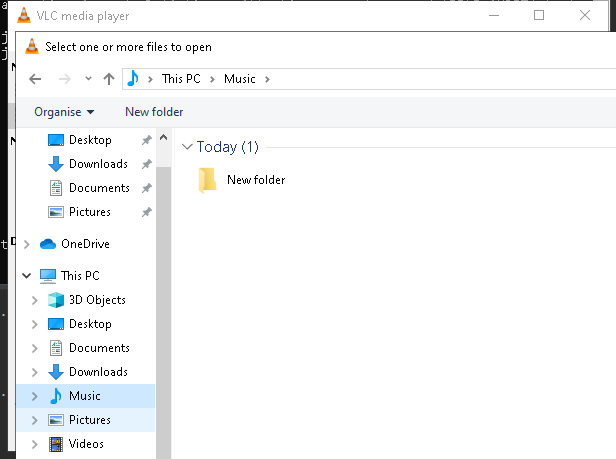 VLC media player
Select one or more files to open
This PC > Music >
Organise New folder
Desktop
Downloads
Documents
Pictures
OneDrive
This PC
3D Objects
Desktop
Documents
Downloads
Music
Pictures
Videos
Today (1)
New folder